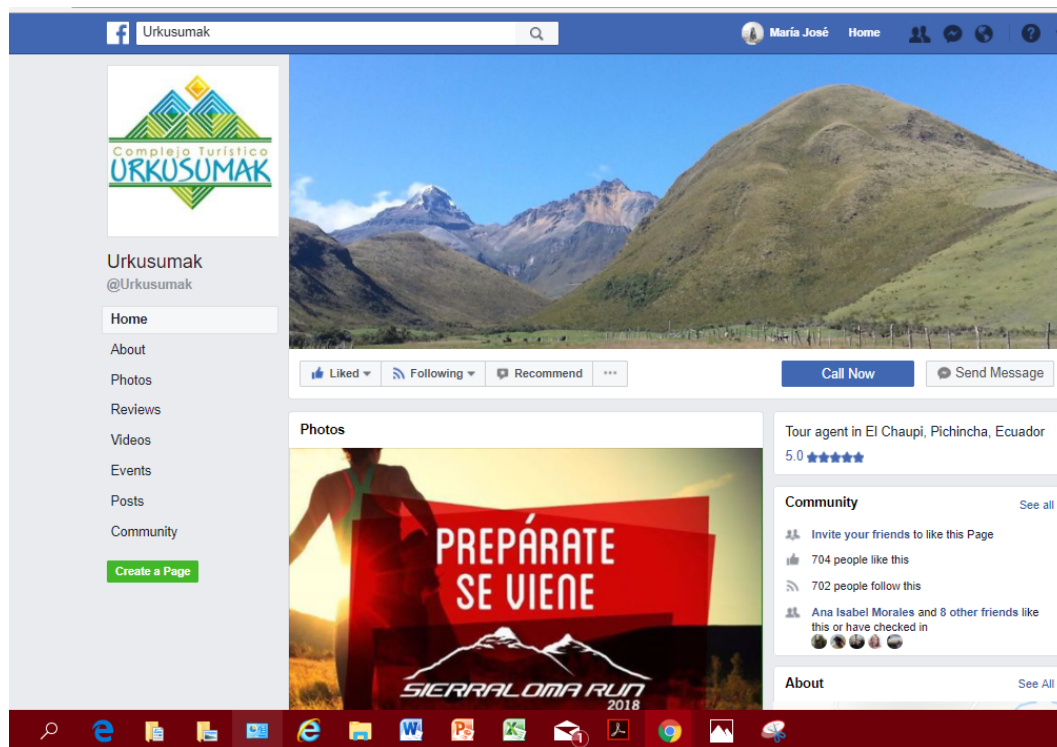 Urkusumak
María José
Home
Complejo Turístico
URKUSUMAK
Urkusumak
@Urkusumak
Home
About
Photos
Reviews
Videos
Events
Posts
Community
Create a Page
Liked
Following
Recommend
Call Now
Send Message
Photos
PREPÁRATE
SE VIENE
SIERRALOMA RUN
2018
Tour agent in El Chaupi, Pichincha, Ecuador
5.0
Community
See all
Invite your friends to like this Page
704 people like this
702 people follow this
Ana Isabel Morales and 8 other friends like
this or have checked in
About
See All
1